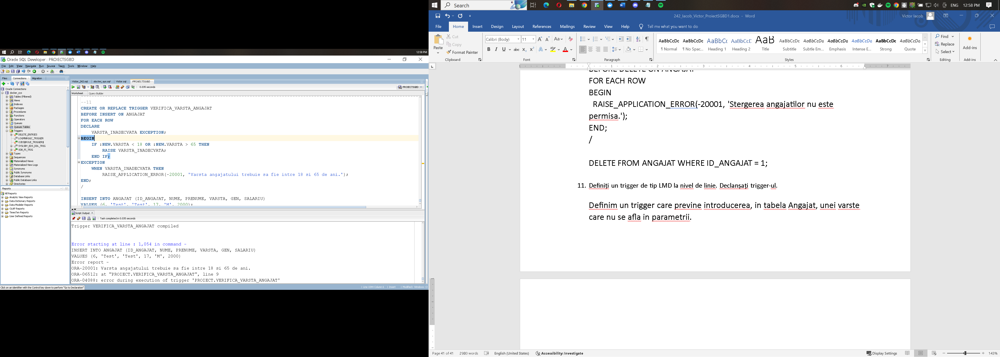 12:58 PM
Oracle SQL Developer : PROIECTSGBD
File Edit View Navigate Run Source Team Tools Window Help
Files Connections Migration
Oracle Connections
docker_sys
Tables (Filtered)
Views
Indexes
Packages
Procedures
Functions
Operators
Queues
Queues Tables
Triggers
DELETE_ENTRIES
LOGMNRGGC_TRIGGER
OJDS$ROLE_TRIGGER$
SYSLSBY_EDS_DDL_TRIG
XDB_PI_TRIG
Types
Sequences
Materialized Views
Materialized View Logs
Synonyms
Public Synonyms
Database Links
Public Database Links
Directories
Reports
All Reports
Analytic View Reports
Data Dictionary Reports
Data Modeler Reports
OLAP Reports
TimesTen Reports
User Defined Reports
Click on an identifier with the Control key down to perform "Go to Declaration"
Victor_242.sql docker_sys.sql Victor.sql PROIECTSGBD
0.035 seconds PROIECTSGBD
Worksheet Query Builder
--11
CREATE OR REPLACE TRIGGER VERIFICA_VARSTA_ANGAJAT
BEFORE INSERT ON ANGAJAT
FOR EACH ROW
DECLARE
VARSTA_INADECVATA EXCEPTION;
BEGIN
IF :NEW.VARSTA < 18 OR :NEW.VARSTA > 65 THEN
RAISE VARSTA_INADECVATA;
END IF;
EXCEPTION
WHEN VARSTA_INADECVATA THEN
RAISE_APPLICATION_ERROR(-20001, 'Varsta angajatului trebuie sa fie intre 18 si 65 de ani.');
END;
/
INSERT INTO ANGAJAT (ID_ANGAJAT, NUME, PRENUME, VARSTA, GEN, SALARIU)
VALUES (6, 'Test', 'Test', 17, 'M', 2000);
Script Output
Task completed in 0.035 seconds
Trigger VERIFICA_VARSTA_ANGAJAT compiled
Error starting at line : 1,054 in command -
INSERT INTO ANGAJAT (ID_ANGAJAT, NUME, PRENUME, VARSTA, GEN, SALARIU)
VALUES (6, 'Test', 'Test', 17, 'M', 2000)
Error report -
ORA-20001: Varsta angajatului trebuie sa fie intre 18 si 65 de ani.
ORA-06512: at "PROIECT.VERIFICA_VARSTA_ANGAJAT", line 9
ORA-04088: error during execution of trigger 'PROIECT.VERIFICA_VARSTA_ANGAJAT'
Line 1044 Column 6 Insert Modified Windows: C
Search ENG 12:58 PM
242_Iacob_Victor_ProiectSGBD1.docx - Word Victor Iacob
File Home Insert Design Layout References Mailings Review View Help Tell me what you want to do
Paste
Cut
Copy
Format Painter
Clipboard
Calibri (Body) 11
Font
Paragraph
AaBbCcDc AaBbCcDc AaBbCc AaBbCcE AaB AaBbCcD AaBbCcDa AaBbCcDa AaBbCcDa AaBbCcDc AaBbCcDa
¶ Normal ¶ No Spac... Heading 1 Heading 2 Title Subtitle Subtle Em... Emphasis Intense E... Strong Quote
Styles
Find
Replace
Select
Editing
Add-ins
Add-ins
1 1 2 3 4 5 6 7
BEFORE DELETE ON ANGAJAT
FOR EACH ROW
BEGIN
RAISE_APPLICATION_ERROR(-20001, 'Stergerea angajatilor nu este
permisa.');
END;
/
DELETE FROM ANGAJAT WHERE ID_ANGAJAT = 1;
11. Definiți un trigger de tip LMD la nivel de linie. Declanșați trigger-ul.
Definim un trigger care previne introducerea, in tabela Angajat, unei varste
care nu se afla in parametrii.
Page 41 of 41 2980 words English (United States) Accessibility: Investigate Display Settings 143%